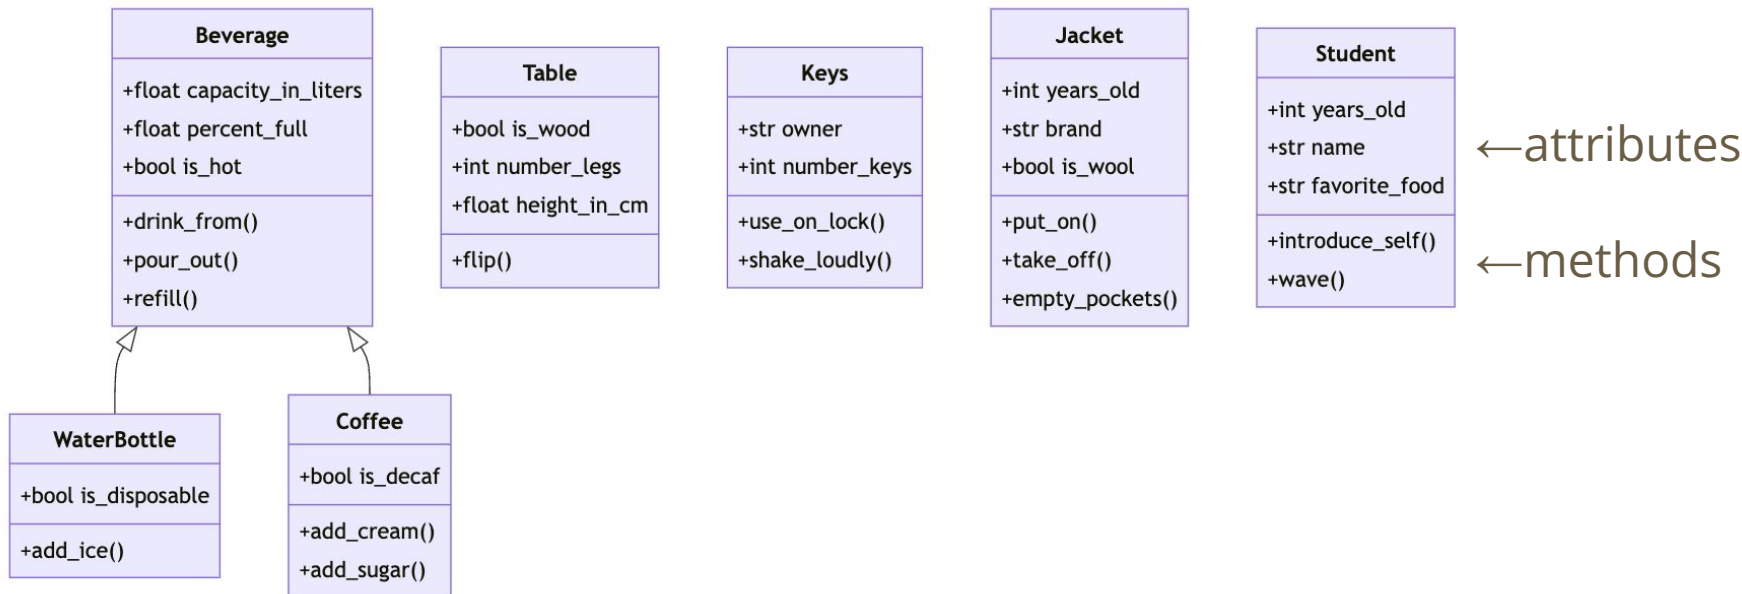 Beverage
+float capacity_in_liters
+float percent_full
+bool is_hot
+drink_from()
+pour_out()
+refill()
Table
+bool is_wood
+int number_legs
+float height_in_cm
+flip()
Keys
+str owner
+int number_keys
+use_on_lock()
+shake_loudly()
Jacket
+int years_old
+str brand
+bool is_wool
+put_on()
+take_off()
+empty_pockets()
Student
+int years_old
+str name
+str favorite_food
+introduce_self()
+wave()
←attributes
←methods
WaterBottle
+bool is_disposable
+add_ice()
Coffee
+bool is_decaf
+add_cream()
+add_sugar()